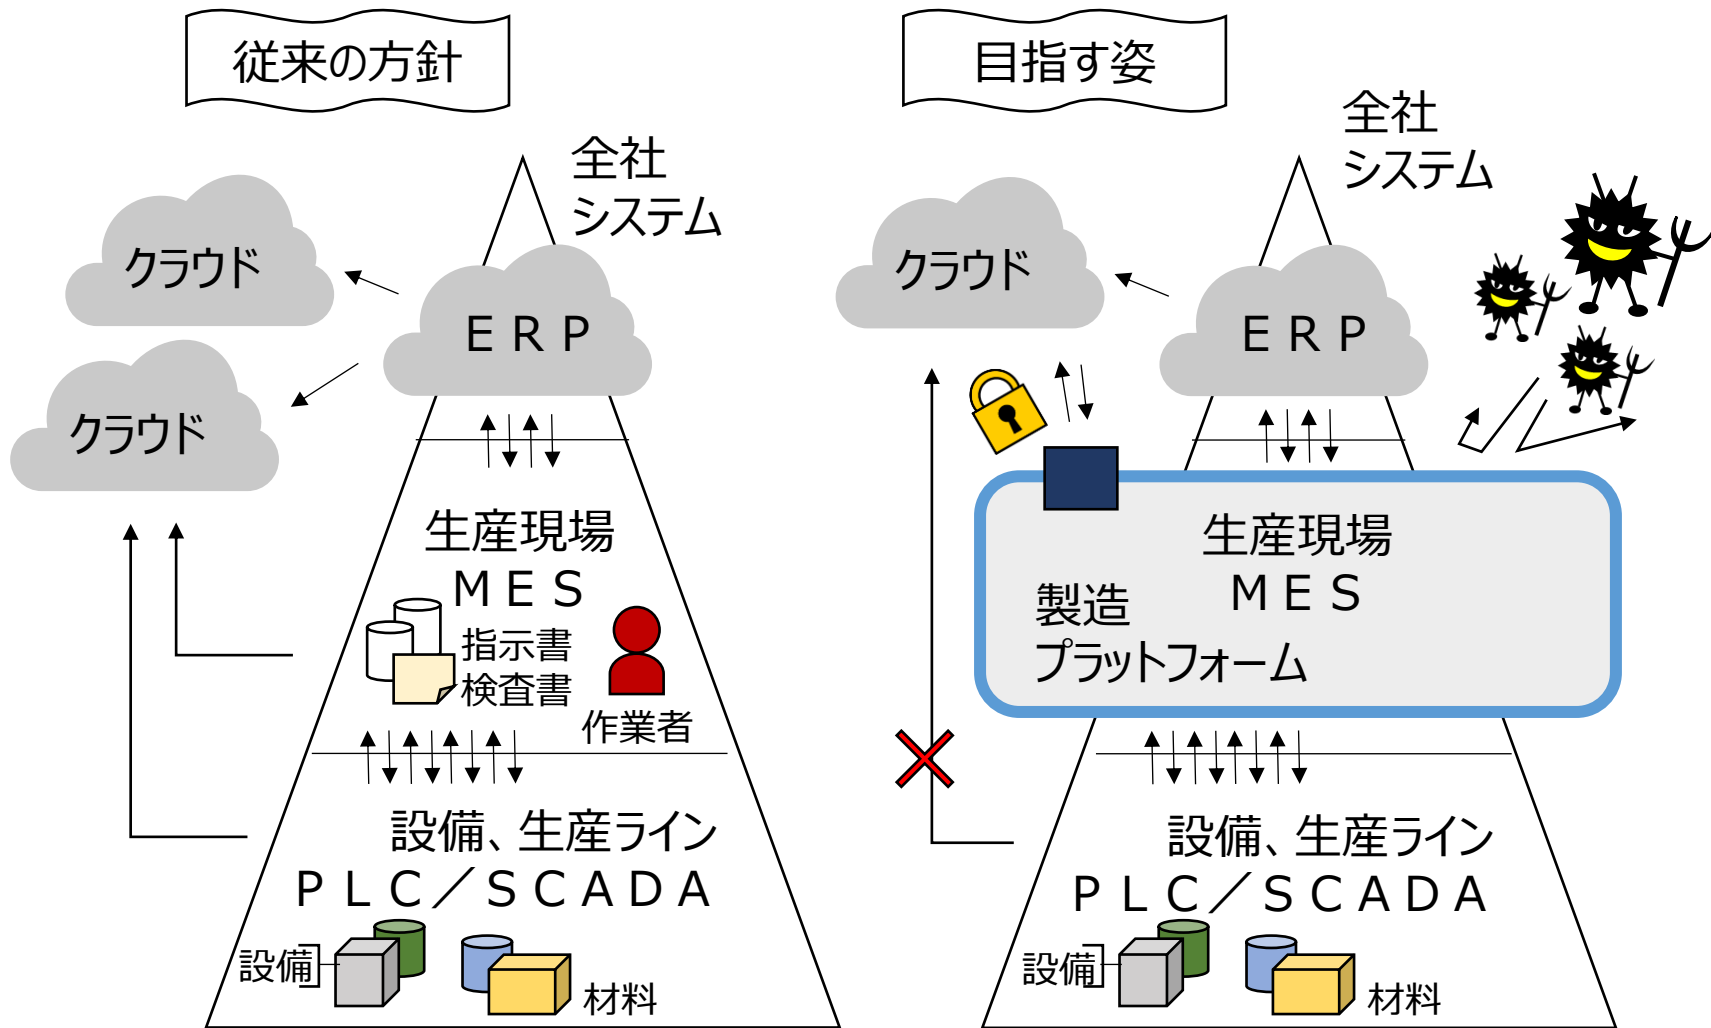 従来の方針
全社
システム
クラウド
クラウド
ＥＲＰ
生産現場
ＭＥＳ
指示書
検査書
作業者
設備、生産ライン
ＰＬＣ／ＳＣＡＤＡ
設備
材料
目指す姿
全社
システム
クラウド
ＥＲＰ
生産現場
ＭＥＳ
製造
プラットフォーム
設備、生産ライン
ＰＬＣ／ＳＣＡＤＡ
設備
材料